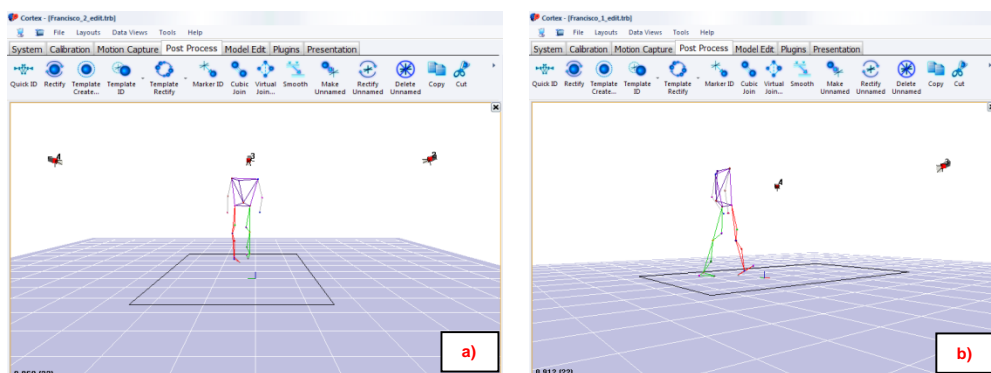 Cortex - [Francisco_2_edit.trb]
File Layouts Data Views Tools Help
System Calibration Motion Capture Post Process Model Edit Plugins Presentation
Quick ID Rectify Template Create... Template ID Template Rectify Marker ID Cubic Join Virtual Join... Smooth Make Unnamed Rectify Unnamed Delete Unnamed Copy Cut
4 3
a)
Cortex - [Francisco_1_edit.trb]
File Layouts Data Views Tools Help
System Calibration Motion Capture Post Process Model Edit Plugins Presentation
Quick ID Rectify Template Create... Template ID Template Rectify Marker ID Cubic Join Virtual Join... Smooth Make Unnamed Rectify Unnamed Delete Unnamed Copy Cut
4
b)